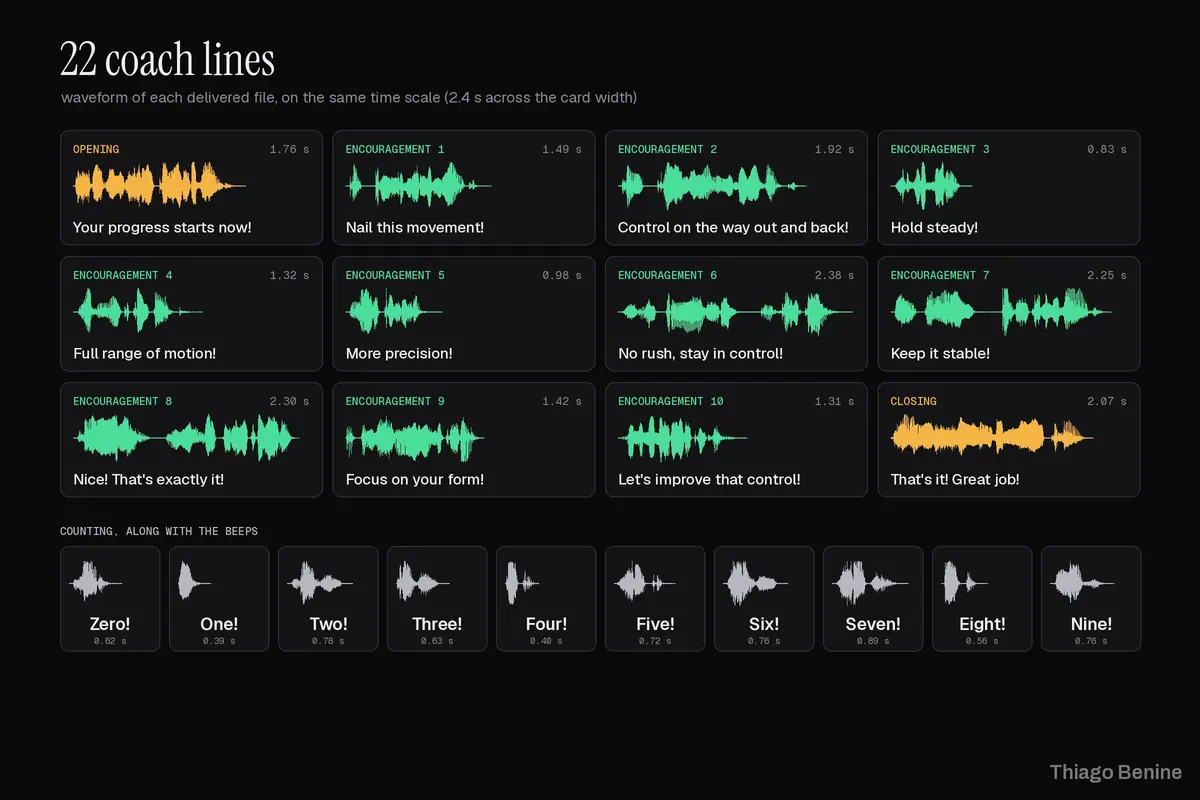 22 coach lines
waveform of each delivered file, on the same time scale (2.4 s across the card width)
OPENING 1.76 s
Your progress starts now!
ENCOURAGEMENT 1 1.49 s
Nail this movement!
ENCOURAGEMENT 2 1.92 s
Control on the way out and back!
ENCOURAGEMENT 3 0.83 s
Hold steady!
ENCOURAGEMENT 4 1.32 s
Full range of motion!
ENCOURAGEMENT 5 0.98 s
More precision!
ENCOURAGEMENT 6 2.38 s
No rush, stay in control!
ENCOURAGEMENT 7 2.25 s
Keep it stable!
ENCOURAGEMENT 8 2.30 s
Nice! That's exactly it!
ENCOURAGEMENT 9 1.42 s
Focus on your form!
ENCOURAGEMENT 10 1.31 s
Let's improve that control!
CLOSING 2.07 s
That's it! Great job!
COUNTING, ALONG WITH THE BEEPS
Zero!
0.62 s
One!
0.39 s
Two!
0.78 s
Three!
0.63 s
Four!
0.40 s
Five!
0.72 s
Six!
0.76 s
Seven!
0.89 s
Eight!
0.56 s
Nine!
0.76 s
Thiago Benine